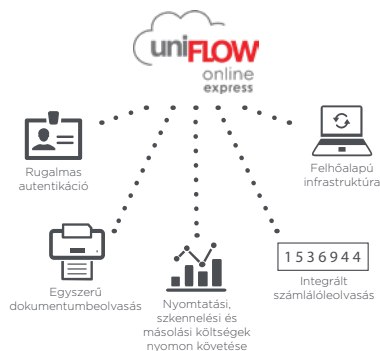 uniFLOW
online
express
Rugalmas
autentikáció
Felhőalapú
infrastruktúra
Egyszerű
dokumentumbeolvasás
Nyomtatási,
szkennelési és
másolási költségek
nyomon követése
1536944
Integrált
számlálóleolvasás